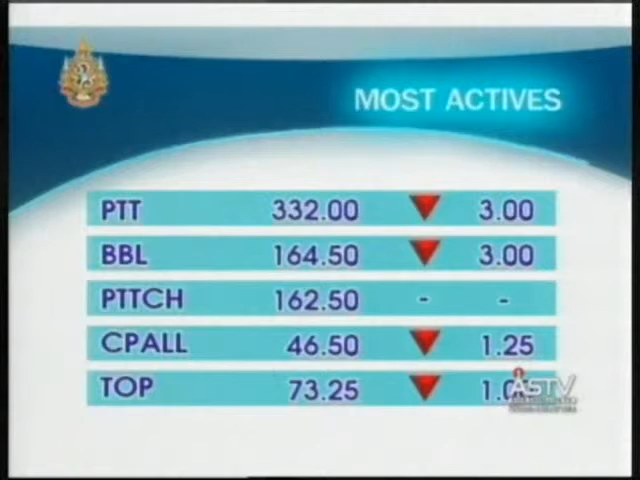 MOST ACTIVES
PTT 332.00 ▼ 3.00
BBL 164.50 ▼ 3.00
PTTCH 162.50 - -
CPALL 46.50 ▼ 1.25
TOP 73.25 ▼
ASTV